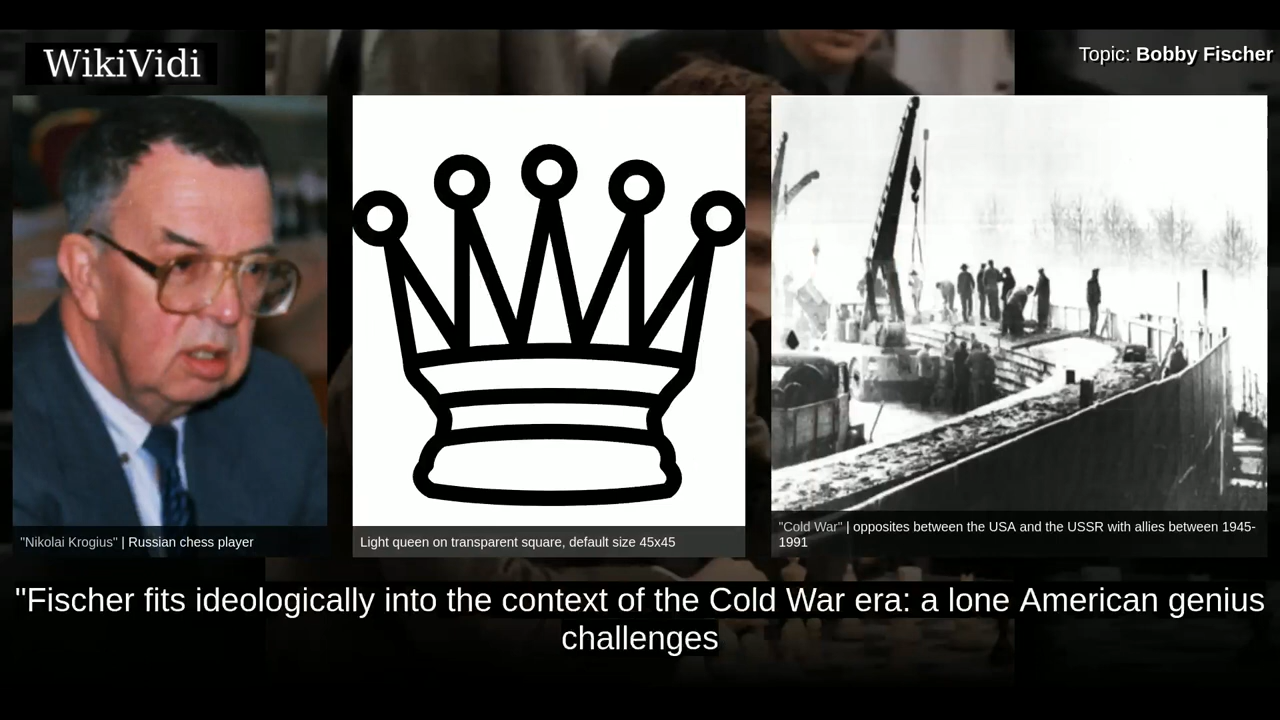 WikiVidi
Topic: Bobby Fischer
"Nikolai Krogius" | Russian chess player
Light queen on transparent square, default size 45x45
"Cold War" | opposites between the USA and the USSR with allies between 1945-
1991
"Fischer fits ideologically into the context of the Cold War era: a lone American genius
challenges